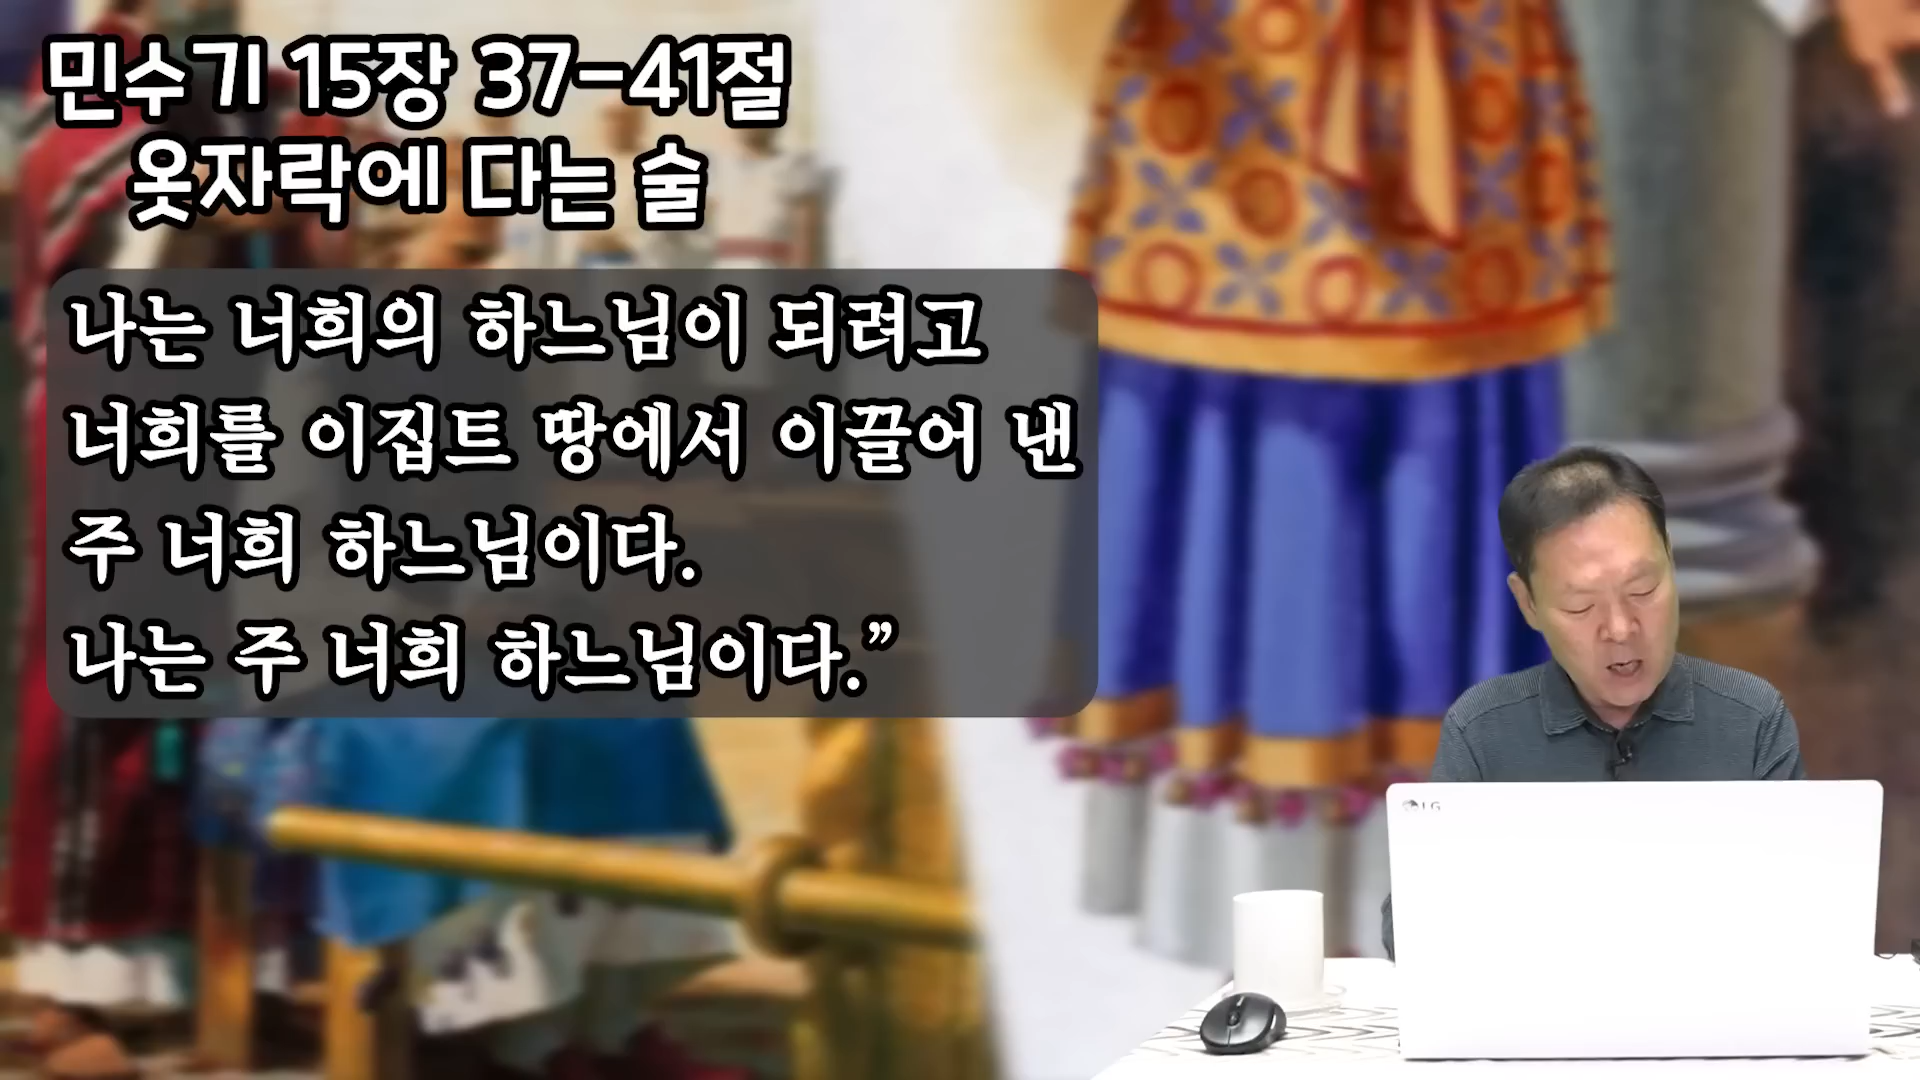 민수기 15장 37-41절
옷자락에 다는 술
나는 너희의 하느님이 되려고
너희를 이집트 땅에서 이끌어 낸
주 너희 하느님이다.
나는 주 너희 하느님이다.”
LG